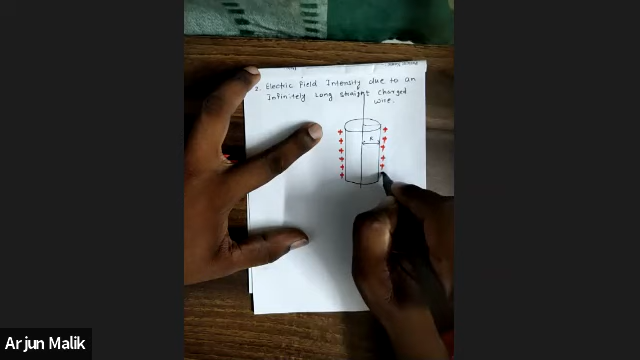 2. Electric Field Intensity due to an
Infinitely Long Straight Charged
wire.
R
Arjun Malik